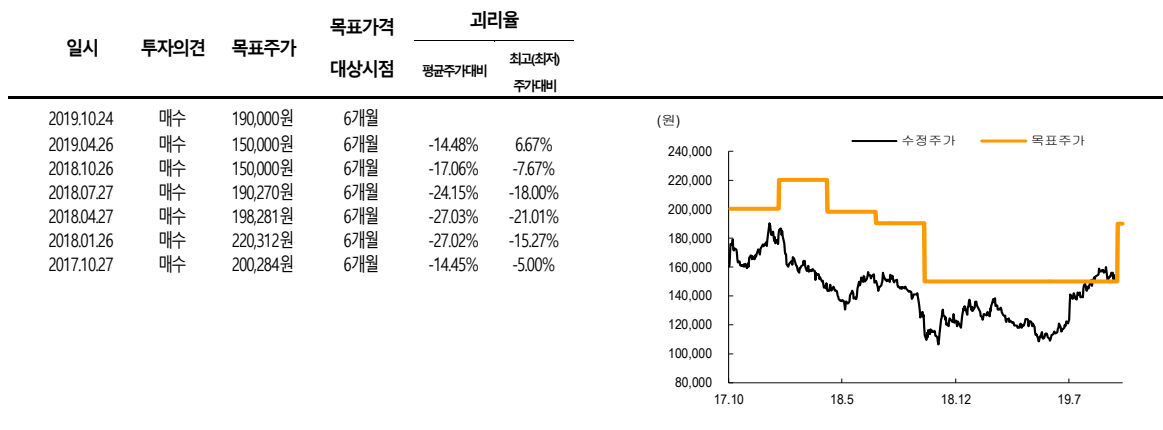 일시 투자의견 목표주가 목표가격 대상시점 괴리율
평균주가대비 최고(최저) 주가대비
2019.10.24 매수 190,000원 6개월
2019.04.26 매수 150,000원 6개월 -14.48% 6.67%
2018.10.26 매수 150,000원 6개월 -17.06% -7.67%
2018.07.27 매수 190,270원 6개월 -24.15% -18.00%
2018.04.27 매수 198,281원 6개월 -27.03% -21.01%
2018.01.26 매수 220,312원 6개월 -27.02% -15.27%
2017.10.27 매수 200,284원 6개월 -14.45% -5.00%
(원)
수정주가 목표주가
240,000
220,000
200,000
180,000
160,000
140,000
120,000
100,000
80,000
17.10 18.5 18.12 19.7